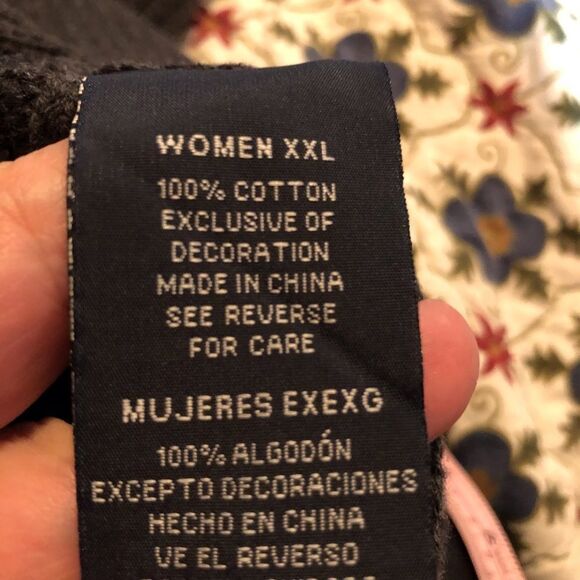 WOMEN XXL
100% COTTON
EXCLUSIVE OF
DECORATION
MADE IN CHINA
SEE REVERSE
FOR CARE
MUJERES EXEXG
100% ALGODÓN
EXCEPTO DECORACIONES
HECHO EN CHINA
VE EL REVERSO